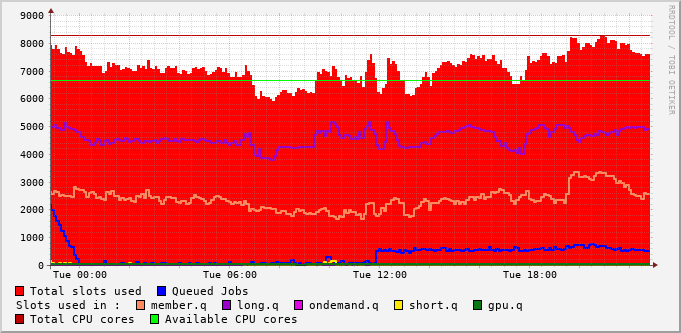 RRDTOOL / TOBI OETIKER
9000
8000
7000
6000
5000
4000
3000
2000
1000
0
Tue 00:00 Tue 06:00 Tue 12:00 Tue 18:00
Total slots used Queued Jobs
Slots used in : member.q long.q ondemand.q short.q gpu.q
Total CPU cores Available CPU cores